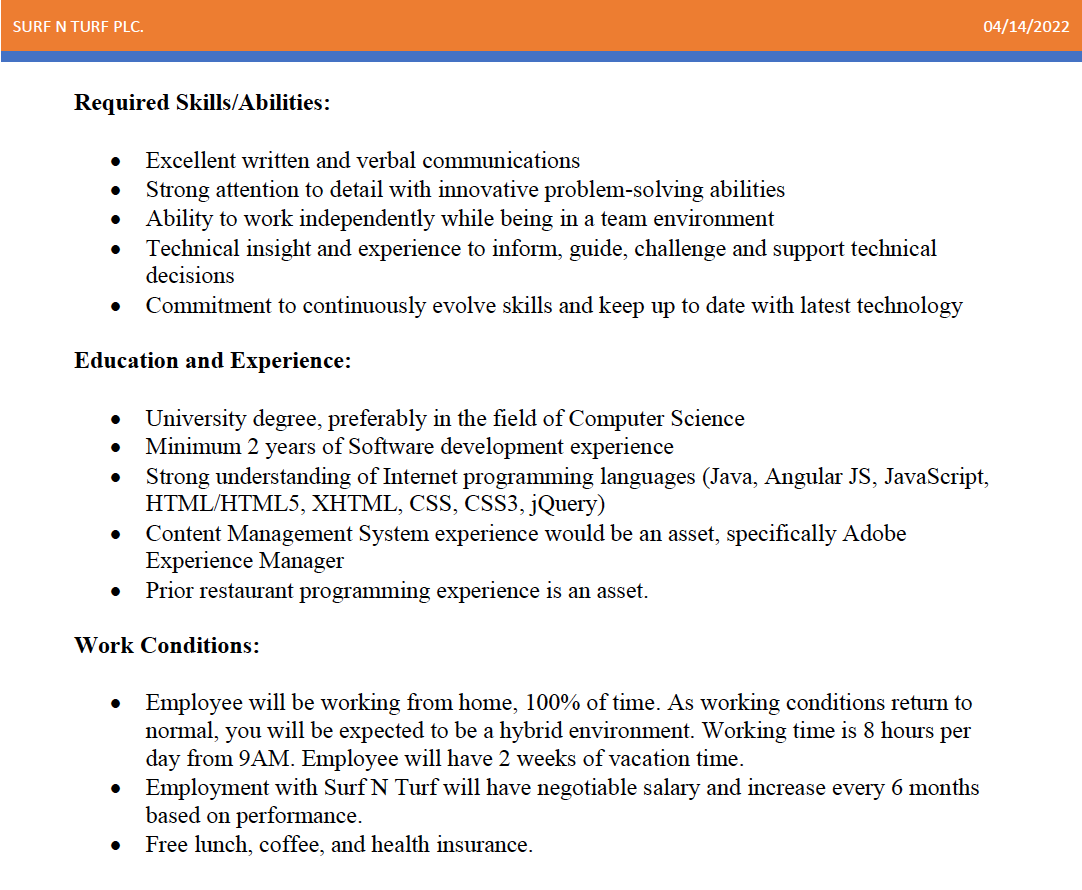 SURF N TURF PLC. 04/14/2022
Required Skills/Abilities:
• Excellent written and verbal communications
• Strong attention to detail with innovative problem-solving abilities
• Ability to work independently while being in a team environment
• Technical insight and experience to inform, guide, challenge and support technical
decisions
• Commitment to continuously evolve skills and keep up to date with latest technology
Education and Experience:
• University degree, preferably in the field of Computer Science
• Minimum 2 years of Software development experience
• Strong understanding of Internet programming languages (Java, Angular JS, JavaScript,
HTML/HTML5, XHTML, CSS, CSS3, jQuery)
• Content Management System experience would be an asset, specifically Adobe
Experience Manager
• Prior restaurant programming experience is an asset.
Work Conditions:
• Employee will be working from home, 100% of time. As working conditions return to
normal, you will be expected to be a hybrid environment. Working time is 8 hours per
day from 9AM. Employee will have 2 weeks of vacation time.
• Employment with Surf N Turf will have negotiable salary and increase every 6 months
based on performance.
• Free lunch, coffee, and health insurance.